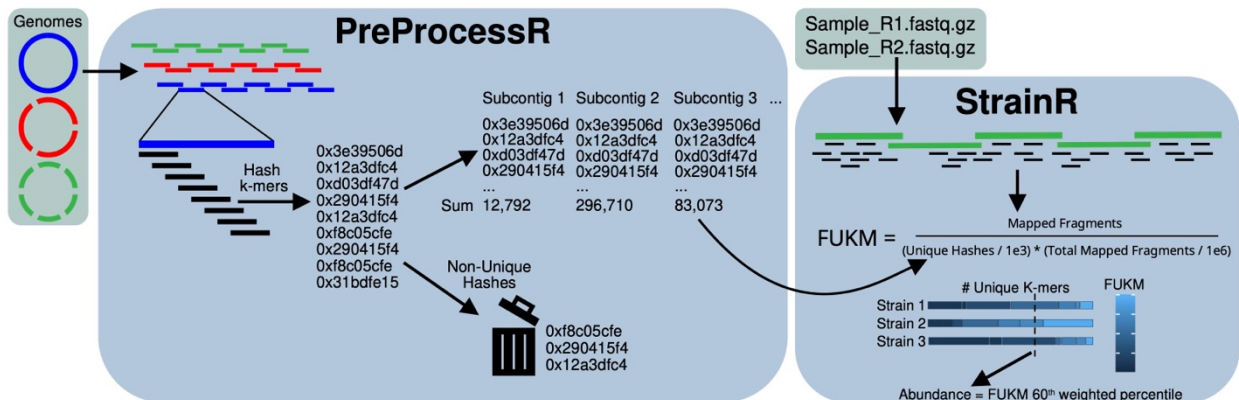 Genomes
PreProcessR
Hash
k-mers
0x3e39506d
0x12a3dfc4
0xd03df47d
0x290415f4
0x12a3dfc4
0xf8c05cfe
0x290415f4
0xf8c05cfe
0x31bdfe15
Subcontig 1 Subcontig 2 Subcontig 3 ...
0x3e39506d 0x3e39506d 0x3e39506d
0x12a3dfc4 0x12a3dfc4 0x12a3dfc4
0xd03df47d 0xd03df47d 0xd03df47d
0x290415f4 0x290415f4 0x290415f4
... ... ...
Sum 12,792 296,710 83,073
Non-Unique
Hashes
0xf8c05cfe
0x290415f4
0x12a3dfc4
Sample_R1.fastq.gz
Sample_R2.fastq.gz
StrainR
Mapped Fragments
FUKM =
(Unique Hashes / 1e3) * (Total Mapped Fragments / 1e6)
# Unique K-mers FUKM
Strain 1
Strain 2
Strain 3
Abundance = FUKM 60th weighted percentile